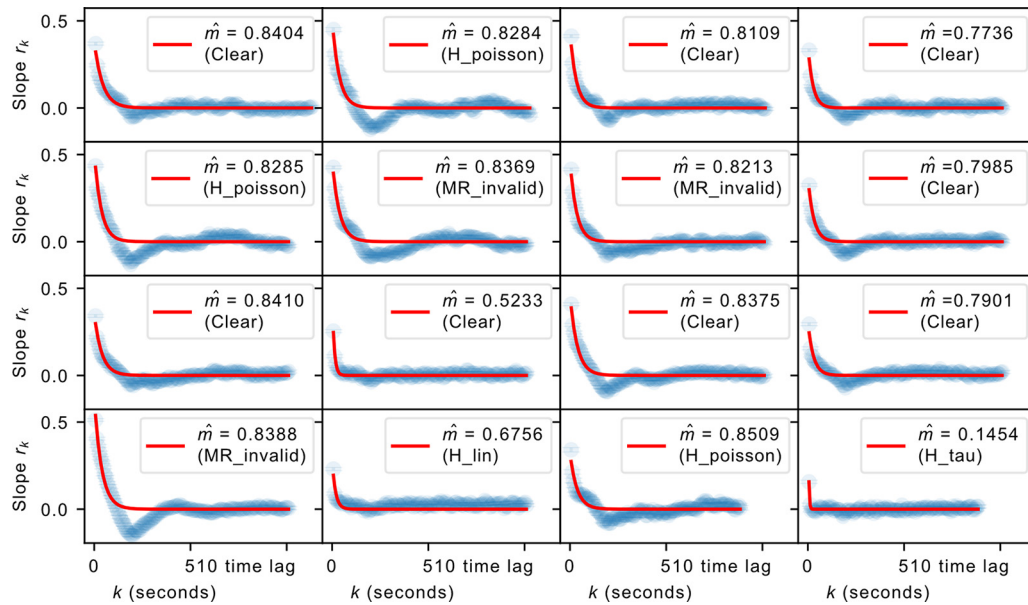 0.5
m̂ = 0.8404
(Clear)
m̂ = 0.8284
(H_poisson)
m̂ =0.8109
(Clear)
m̂ =0.7736
(Clear)
Slope rₖ
0.0
0.5
m̂ = 0.8285
(H_poisson)
m̂ = 0.8369
(MR_invalid)
m̂ = 0.8213
(MR_invalid)
m̂ = 0.7985
(Clear)
Slope rₖ
0.0
0.5
m̂ = 0.8410
(Clear)
m̂ = 0.5233
(Clear)
m̂ = 0.8375
(Clear)
m̂ = 0.7901
(Clear)
Slope rₖ
0.0
0.5
m̂ = 0.8388
(MR_invalid)
m̂ = 0.6756
(H_lin)
m̂ = 0.8509
(H_poisson)
m̂ = 0.1454
(H_tau)
Slope rₖ
0.0
0 510 time lag 0 510 time lag 0 510 time lag 0 510 time lag
k (seconds) k (seconds) k (seconds) k (seconds)